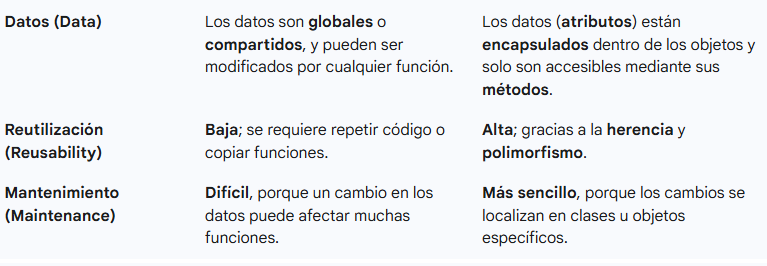 Datos (Data)
Los datos son globales o
compartidos, y pueden ser
modificados por cualquier función.
Los datos (atributos) están
encapsulados dentro de los objetos y
solo son accesibles mediante sus
métodos.
Reutilización
(Reusability)
Baja; se requiere repetir código o
copiar funciones.
Alta; gracias a la herencia y
polimorfismo.
Mantenimiento
(Maintenance)
Difícil, porque un cambio en los
datos puede afectar muchas
funciones.
Más sencillo, porque los cambios se
localizan en clases u objetos
específicos.